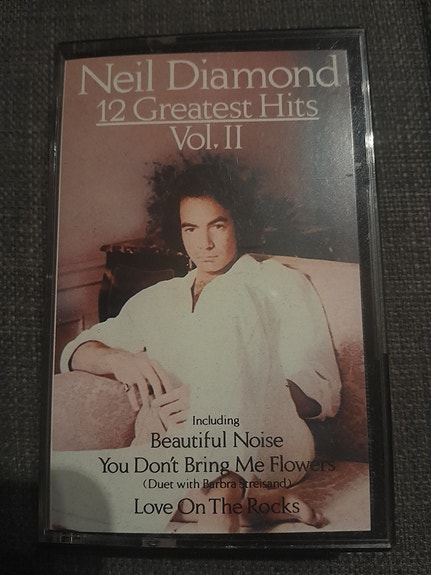 Neil Diamond
12 Greatest Hits
Vol. II
Including
Beautiful Noise
You Don't Bring Me Flowers
(Duet with Barbra Streisand)
Love On The Rocks